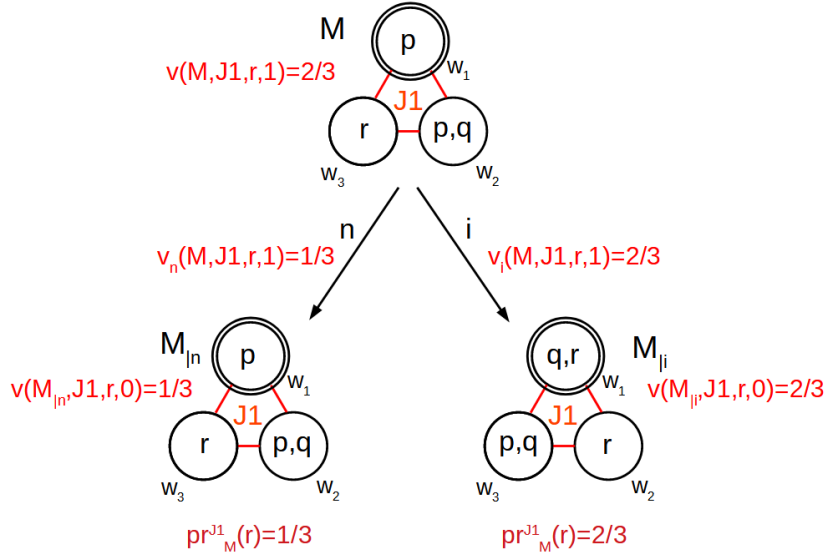 M
p
v(M,J1,r,1)=2/3
w1
J1
r
p,q
w3
w2
n
i
vn(M,J1,r,1)=1/3
vi(M,J1,r,1)=2/3
M|n
p
q,r
M|i
v(M|n,J1,r,0)=1/3
w1
w1
v(M|i,J1,r,0)=2/3
J1
J1
r
p,q
p,q
r
w3
w2
w3
w2
prJ1M(r)=1/3
prJ1M(r)=2/3